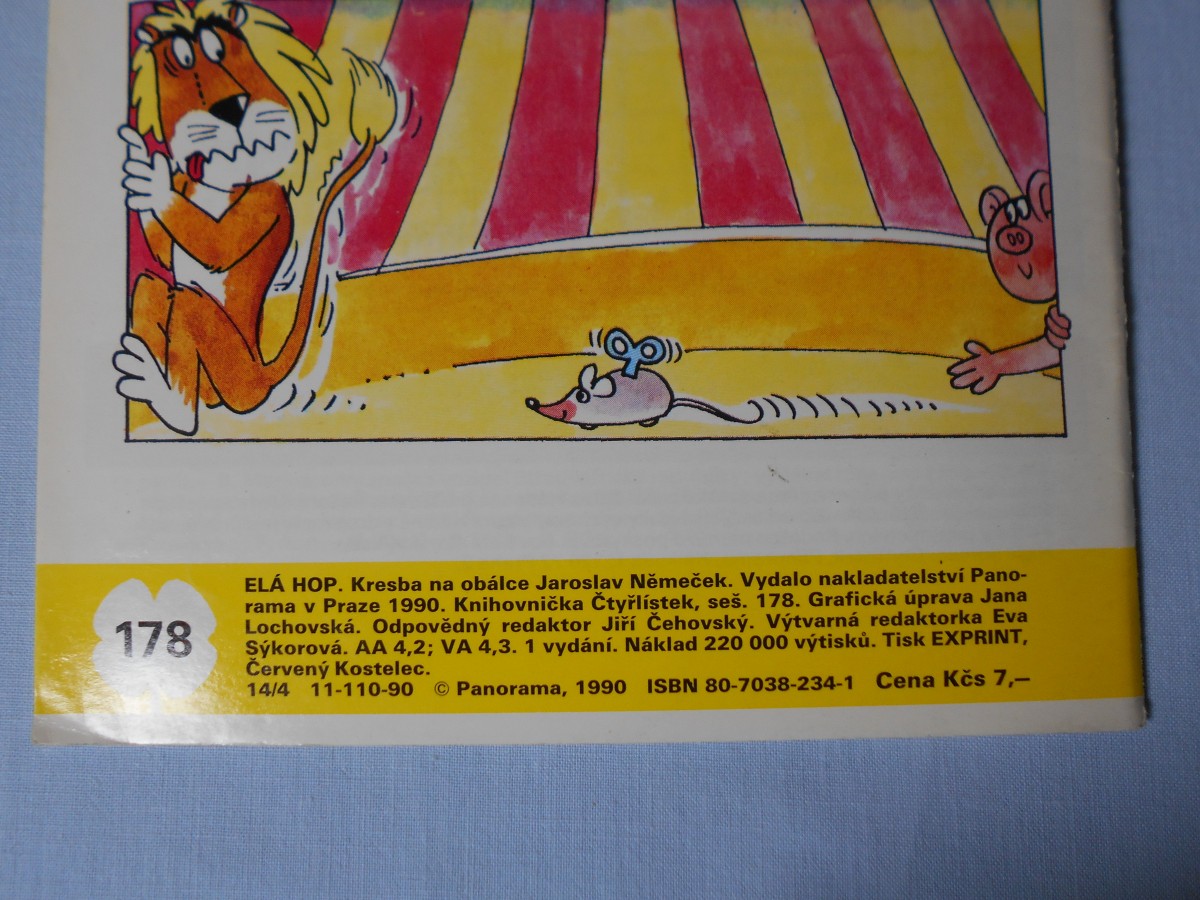 178
ELÁ HOP. Kresba na obálce Jaroslav Němeček. Vydalo nakladatelství Pano-
rama v Praze 1990. Knihovnička Čtyřlístek, seš. 178. Grafická úprava Jana
Lochovská. Odpovědný redaktor Jiří Čehovský. Výtvarná redaktorka Eva
Sýkorová. AA 4,2; VA 4,3. 1 vydání. Náklad 220 000 výtisků. Tisk EXPRINT,
Červený Kostelec.
14/4 11-110-90 © Panorama, 1990 ISBN 80-7038-234-1 Cena Kčs 7,—